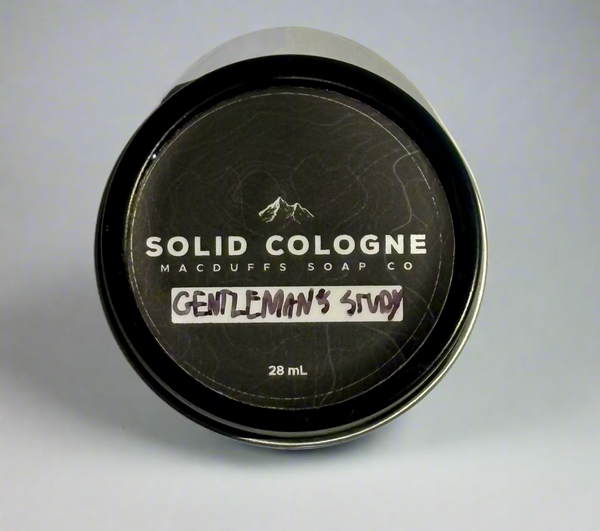 SOLID COLOGNE
MACDUFFS SOAP CO
GENTLEMAN'S STUDY
28 mL